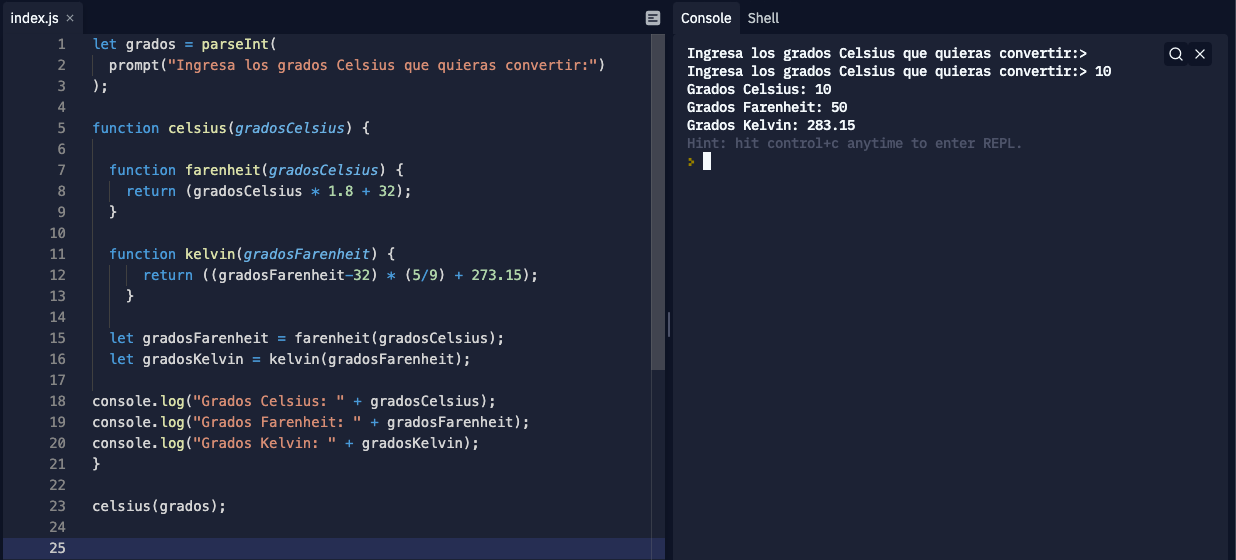 index.js ×
1 let grados = parseInt(
2 prompt("Ingresa los grados Celsius que quieras convertir:")
3 );
4
5 function celsius(gradosCelsius) {
6
7 function farenheit(gradosCelsius) {
8 return (gradosCelsius * 1.8 + 32);
9 }
10
11 function kelvin(gradosFarenheit) {
12 return ((gradosFarenheit-32) * (5/9) + 273.15);
13 }
14
15 let gradosFarenheit = farenheit(gradosCelsius);
16 let gradosKelvin = kelvin(gradosFarenheit);
17
18 console.log("Grados Celsius: " + gradosCelsius);
19 console.log("Grados Farenheit: " + gradosFarenheit);
20 console.log("Grados Kelvin: " + gradosKelvin);
21 }
22
23 celsius(grados);
24
25
Console Shell
Ingresa los grados Celsius que quieras convertir:>
Ingresa los grados Celsius que quieras convertir:> 10
Grados Celsius: 10
Grados Farenheit: 50
Grados Kelvin: 283.15
Hint: hit control+c anytime to enter REPL.
>